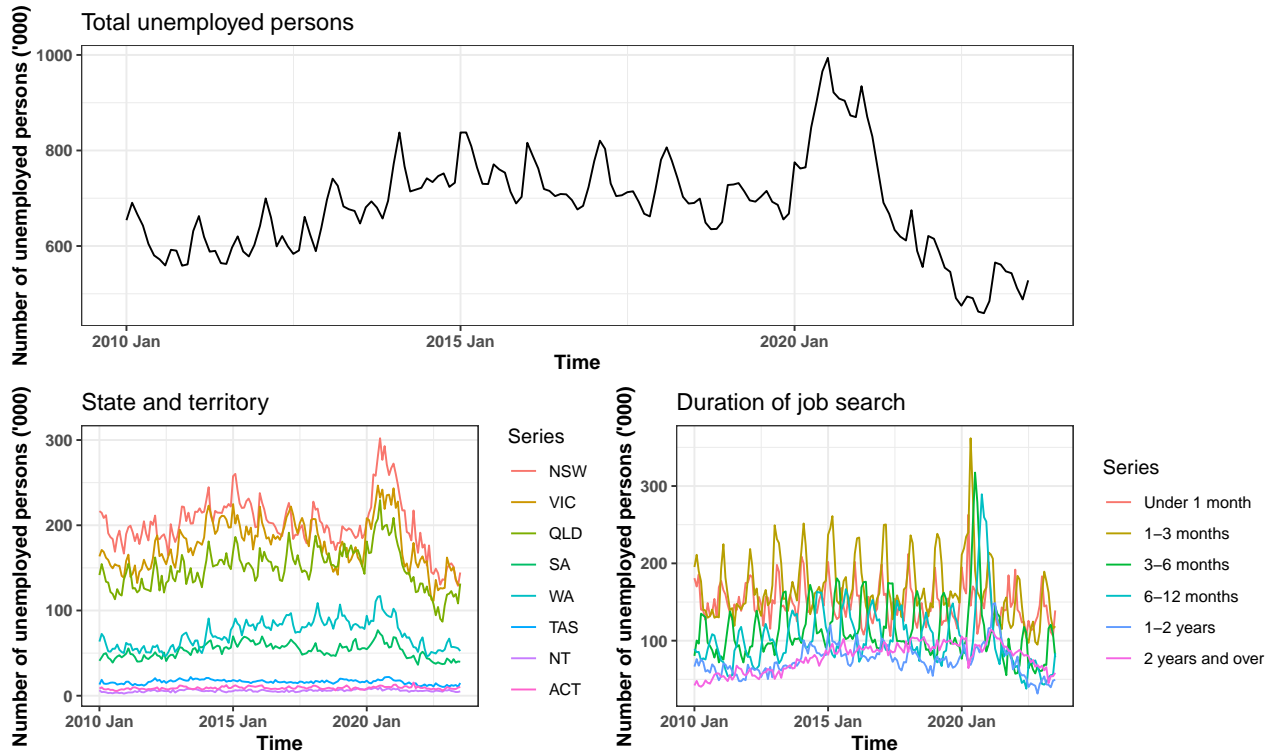 Total unemployed persons
Number of unemployed persons ('000)
1000
800
600
2010 Jan
2015 Jan
2020 Jan
Time
State and territory
Number of unemployed persons ('000)
300
200
100
0
2010 Jan
2015 Jan
2020 Jan
Time
Series
NSW
VIC
QLD
SA
WA
TAS
NT
ACT
Duration of job search
Number of unemployed persons ('000)
300
200
100
2010 Jan
2015 Jan
2020 Jan
Time
Series
Under 1 month
1–3 months
3–6 months
6–12 months
1–2 years
2 years and over